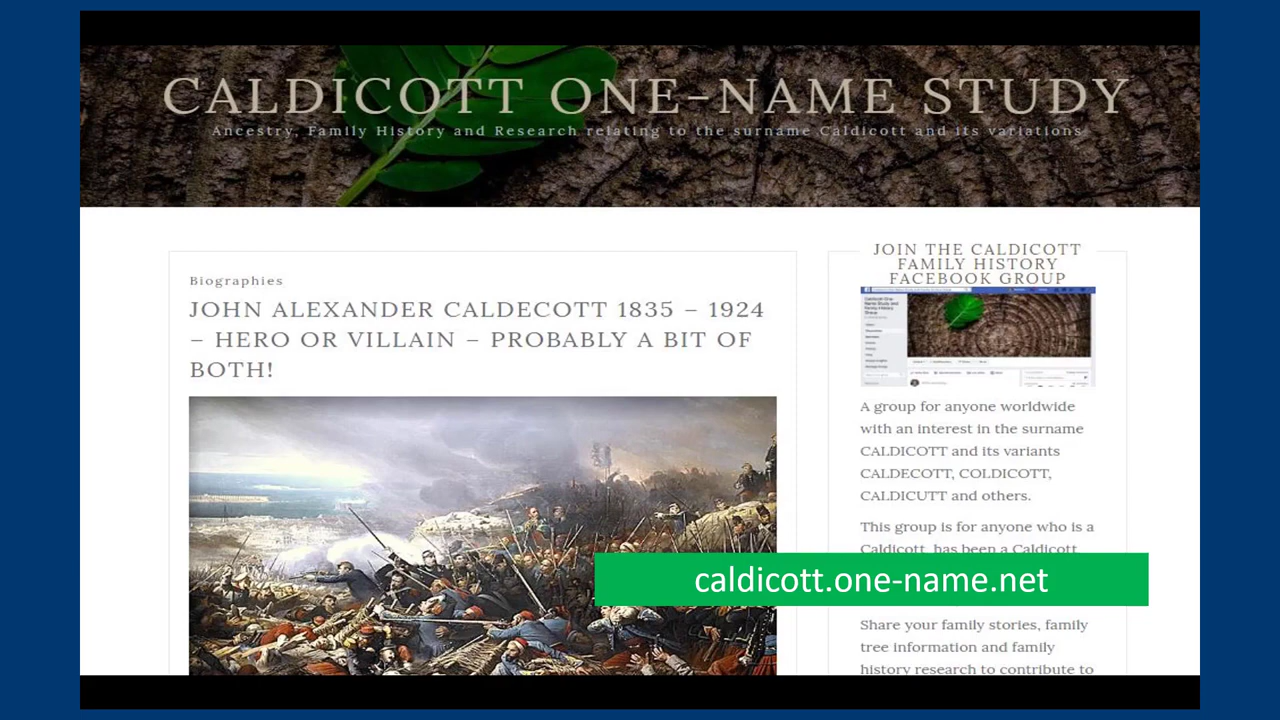 CALDICOTT ONE-NAME STUDY
Ancestry, Family History and Research relating to the surname Caldicott and its variations
Biographies
JOHN ALEXANDER CALDECOTT 1835 – 1924
– HERO OR VILLAIN – PROBABLY A BIT OF
BOTH!
JOIN THE CALDICOTT
FAMILY HISTORY
FACEBOOK GROUP
A group for anyone worldwide
with an interest in the surname
CALDICOTT and its variants
CALDECOTT, COLDICOTT,
CALDICUTT and others.
This group is for anyone who is a
Caldicott, has been a Caldicott
caldicott.one-name.net
Share your family stories, family
tree information and family
history research to contribute to